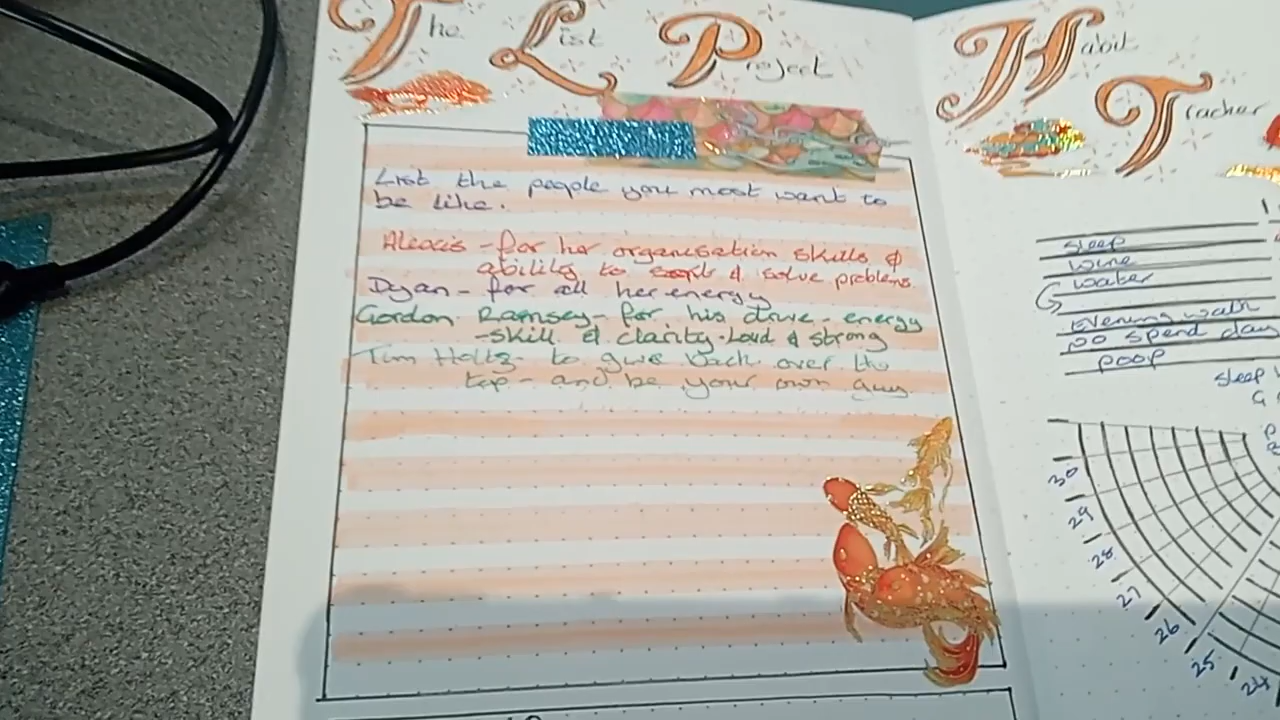 The List Project
List the people you most want to
be like.
Alexis - for her organisation skills &
ability to sort & solve problems.
Dyan - for all her energy
Gordon Ramsey - for his drive - energy
- skill & clarity. Loud & strong
Tim Holtz - to give back over the
top - and be your own guy
Habit
Tracker
sleep
wine
water
G
evening walk
no spend day
poop
sleep
G
30
29
28
27
26
25
24